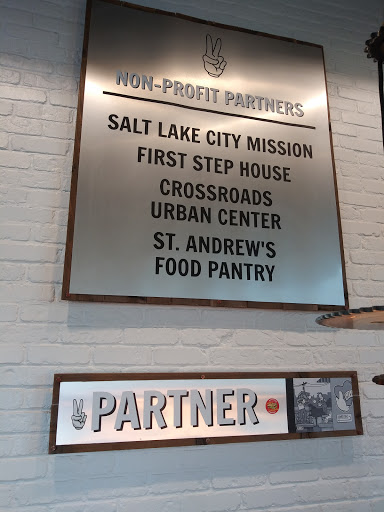 NON-PROFIT PARTNERS
SALT LAKE CITY MISSION
FIRST STEP HOUSE
CROSSROADS
URBAN CENTER
ST. ANDREW'S
FOOD PANTRY
PARTNER